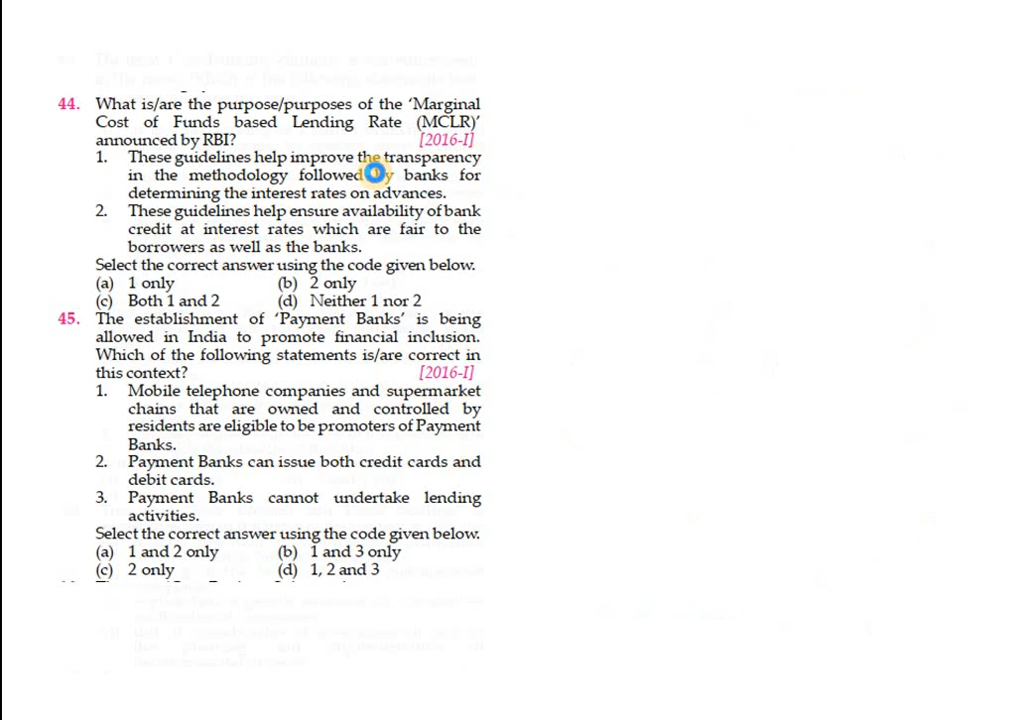 44. What is/are the purpose/purposes of the 'Marginal
Cost of Funds based Lending Rate (MCLR)'
announced by RBI? [2016-I]
1. These guidelines help improve the transparency
in the methodology followed by banks for
determining the interest rates on advances.
2. These guidelines help ensure availability of bank
credit at interest rates which are fair to the
borrowers as well as the banks.
Select the correct answer using the code given below.
(a) 1 only (b) 2 only
(c) Both 1 and 2 (d) Neither 1 nor 2
45. The establishment of 'Payment Banks' is being
allowed in India to promote financial inclusion.
Which of the following statements is/are correct in
this context? [2016-I]
1. Mobile telephone companies and supermarket
chains that are owned and controlled by
residents are eligible to be promoters of Payment
Banks.
2. Payment Banks can issue both credit cards and
debit cards.
3. Payment Banks cannot undertake lending
activities.
Select the correct answer using the code given below.
(a) 1 and 2 only (b) 1 and 3 only
(c) 2 only (d) 1, 2 and 3